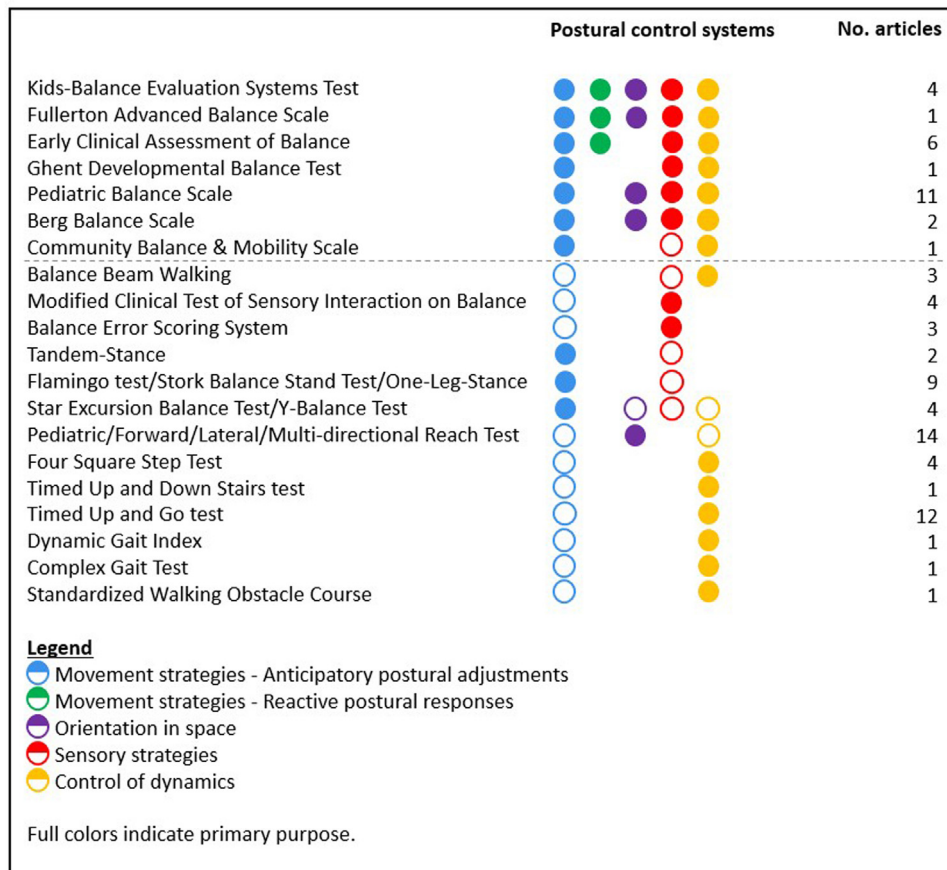 Postural control systems No. articles
Kids-Balance Evaluation Systems Test 4
Fullerton Advanced Balance Scale 1
Early Clinical Assessment of Balance 6
Ghent Developmental Balance Test 1
Pediatric Balance Scale 11
Berg Balance Scale 2
Community Balance & Mobility Scale 1
Balance Beam Walking 3
Modified Clinical Test of Sensory Interaction on Balance 4
Balance Error Scoring System 3
Tandem-Stance 2
Flamingo test/Stork Balance Stand Test/One-Leg-Stance 9
Star Excursion Balance Test/Y-Balance Test 4
Pediatric/Forward/Lateral/Multi-directional Reach Test 14
Four Square Step Test 4
Timed Up and Down Stairs test 1
Timed Up and Go test 12
Dynamic Gait Index 1
Complex Gait Test 1
Standardized Walking Obstacle Course 1
Legend
Movement strategies - Anticipatory postural adjustments
Movement strategies - Reactive postural responses
Orientation in space
Sensory strategies
Control of dynamics
Full colors indicate primary purpose.